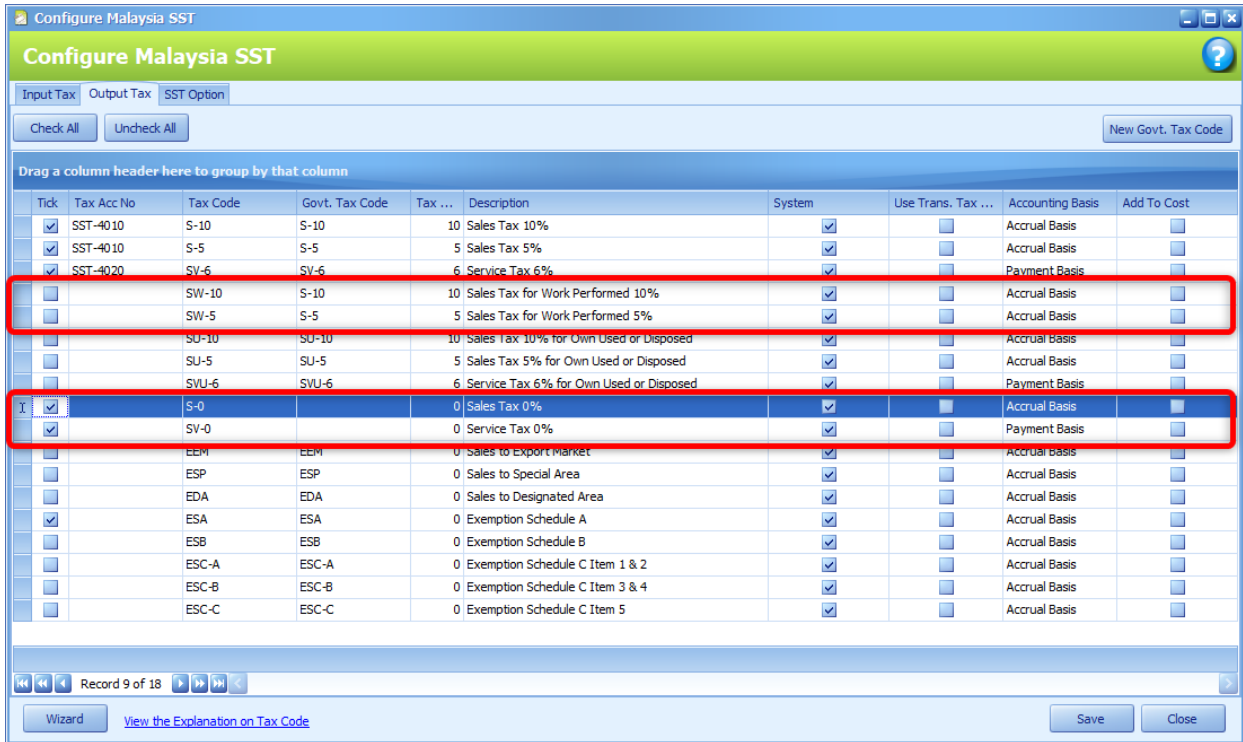 Configure Malaysia SST
Configure Malaysia SST
?
Input Tax Output Tax SST Option
Check All Uncheck All New Govt. Tax Code
Drag a column header here to group by that column
Tick Tax Acc No Tax Code Govt. Tax Code Tax ... Description System Use Trans. Tax ... Accounting Basis Add To Cost
SST-4010 S-10 S-10 10 Sales Tax 10% Accrual Basis
SST-4010 S-5 S-5 5 Sales Tax 5% Accrual Basis
SST-4020 SV-6 SV-6 6 Service Tax 6% Payment Basis
SW-10 S-10 10 Sales Tax for Work Performed 10% Accrual Basis
SW-5 S-5 5 Sales Tax for Work Performed 5% Accrual Basis
SU-10 SU-10 10 Sales Tax 10% for Own Used or Disposed Accrual Basis
SU-5 SU-5 5 Sales Tax 5% for Own Used or Disposed Accrual Basis
SVU-6 SVU-6 6 Service Tax 6% for Own Used or Disposed Payment Basis
S-0 0 Sales Tax 0% Accrual Basis
SV-0 0 Service Tax 0% Payment Basis
EEM EEM 0 Sales to Export Market Accrual Basis
ESP ESP 0 Sales to Special Area Accrual Basis
EDA EDA 0 Sales to Designated Area Accrual Basis
ESA ESA 0 Exemption Schedule A Accrual Basis
ESB ESB 0 Exemption Schedule B Accrual Basis
ESC-A ESC-A 0 Exemption Schedule C Item 1 & 2 Accrual Basis
ESC-B ESC-B 0 Exemption Schedule C Item 3 & 4 Accrual Basis
ESC-C ESC-C 0 Exemption Schedule C Item 5 Accrual Basis
Record 9 of 18
Wizard View the Explanation on Tax Code Save Close